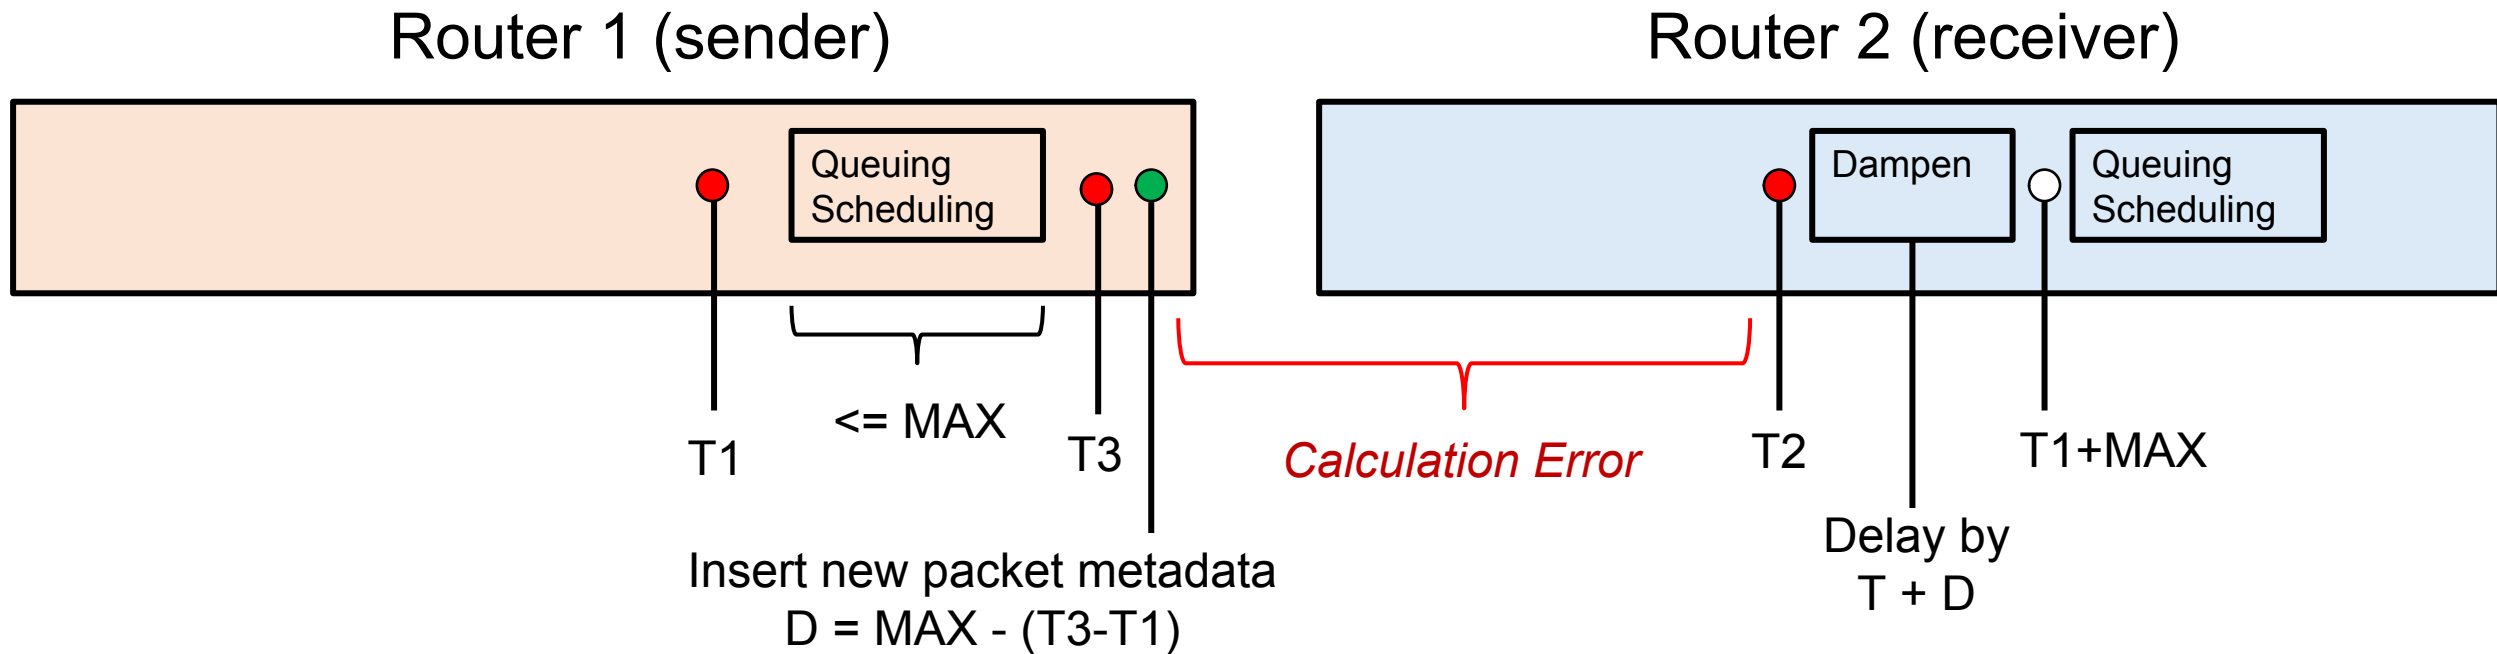 Router 1 (sender)
Router 2 (receiver)
Queuing
Scheduling
Dampen
Queuing
Scheduling
T1
<= MAX
T3
Calculation Error
T2
T1+MAX
Insert new packet metadata
D = MAX - (T3-T1)
Delay by
T + D